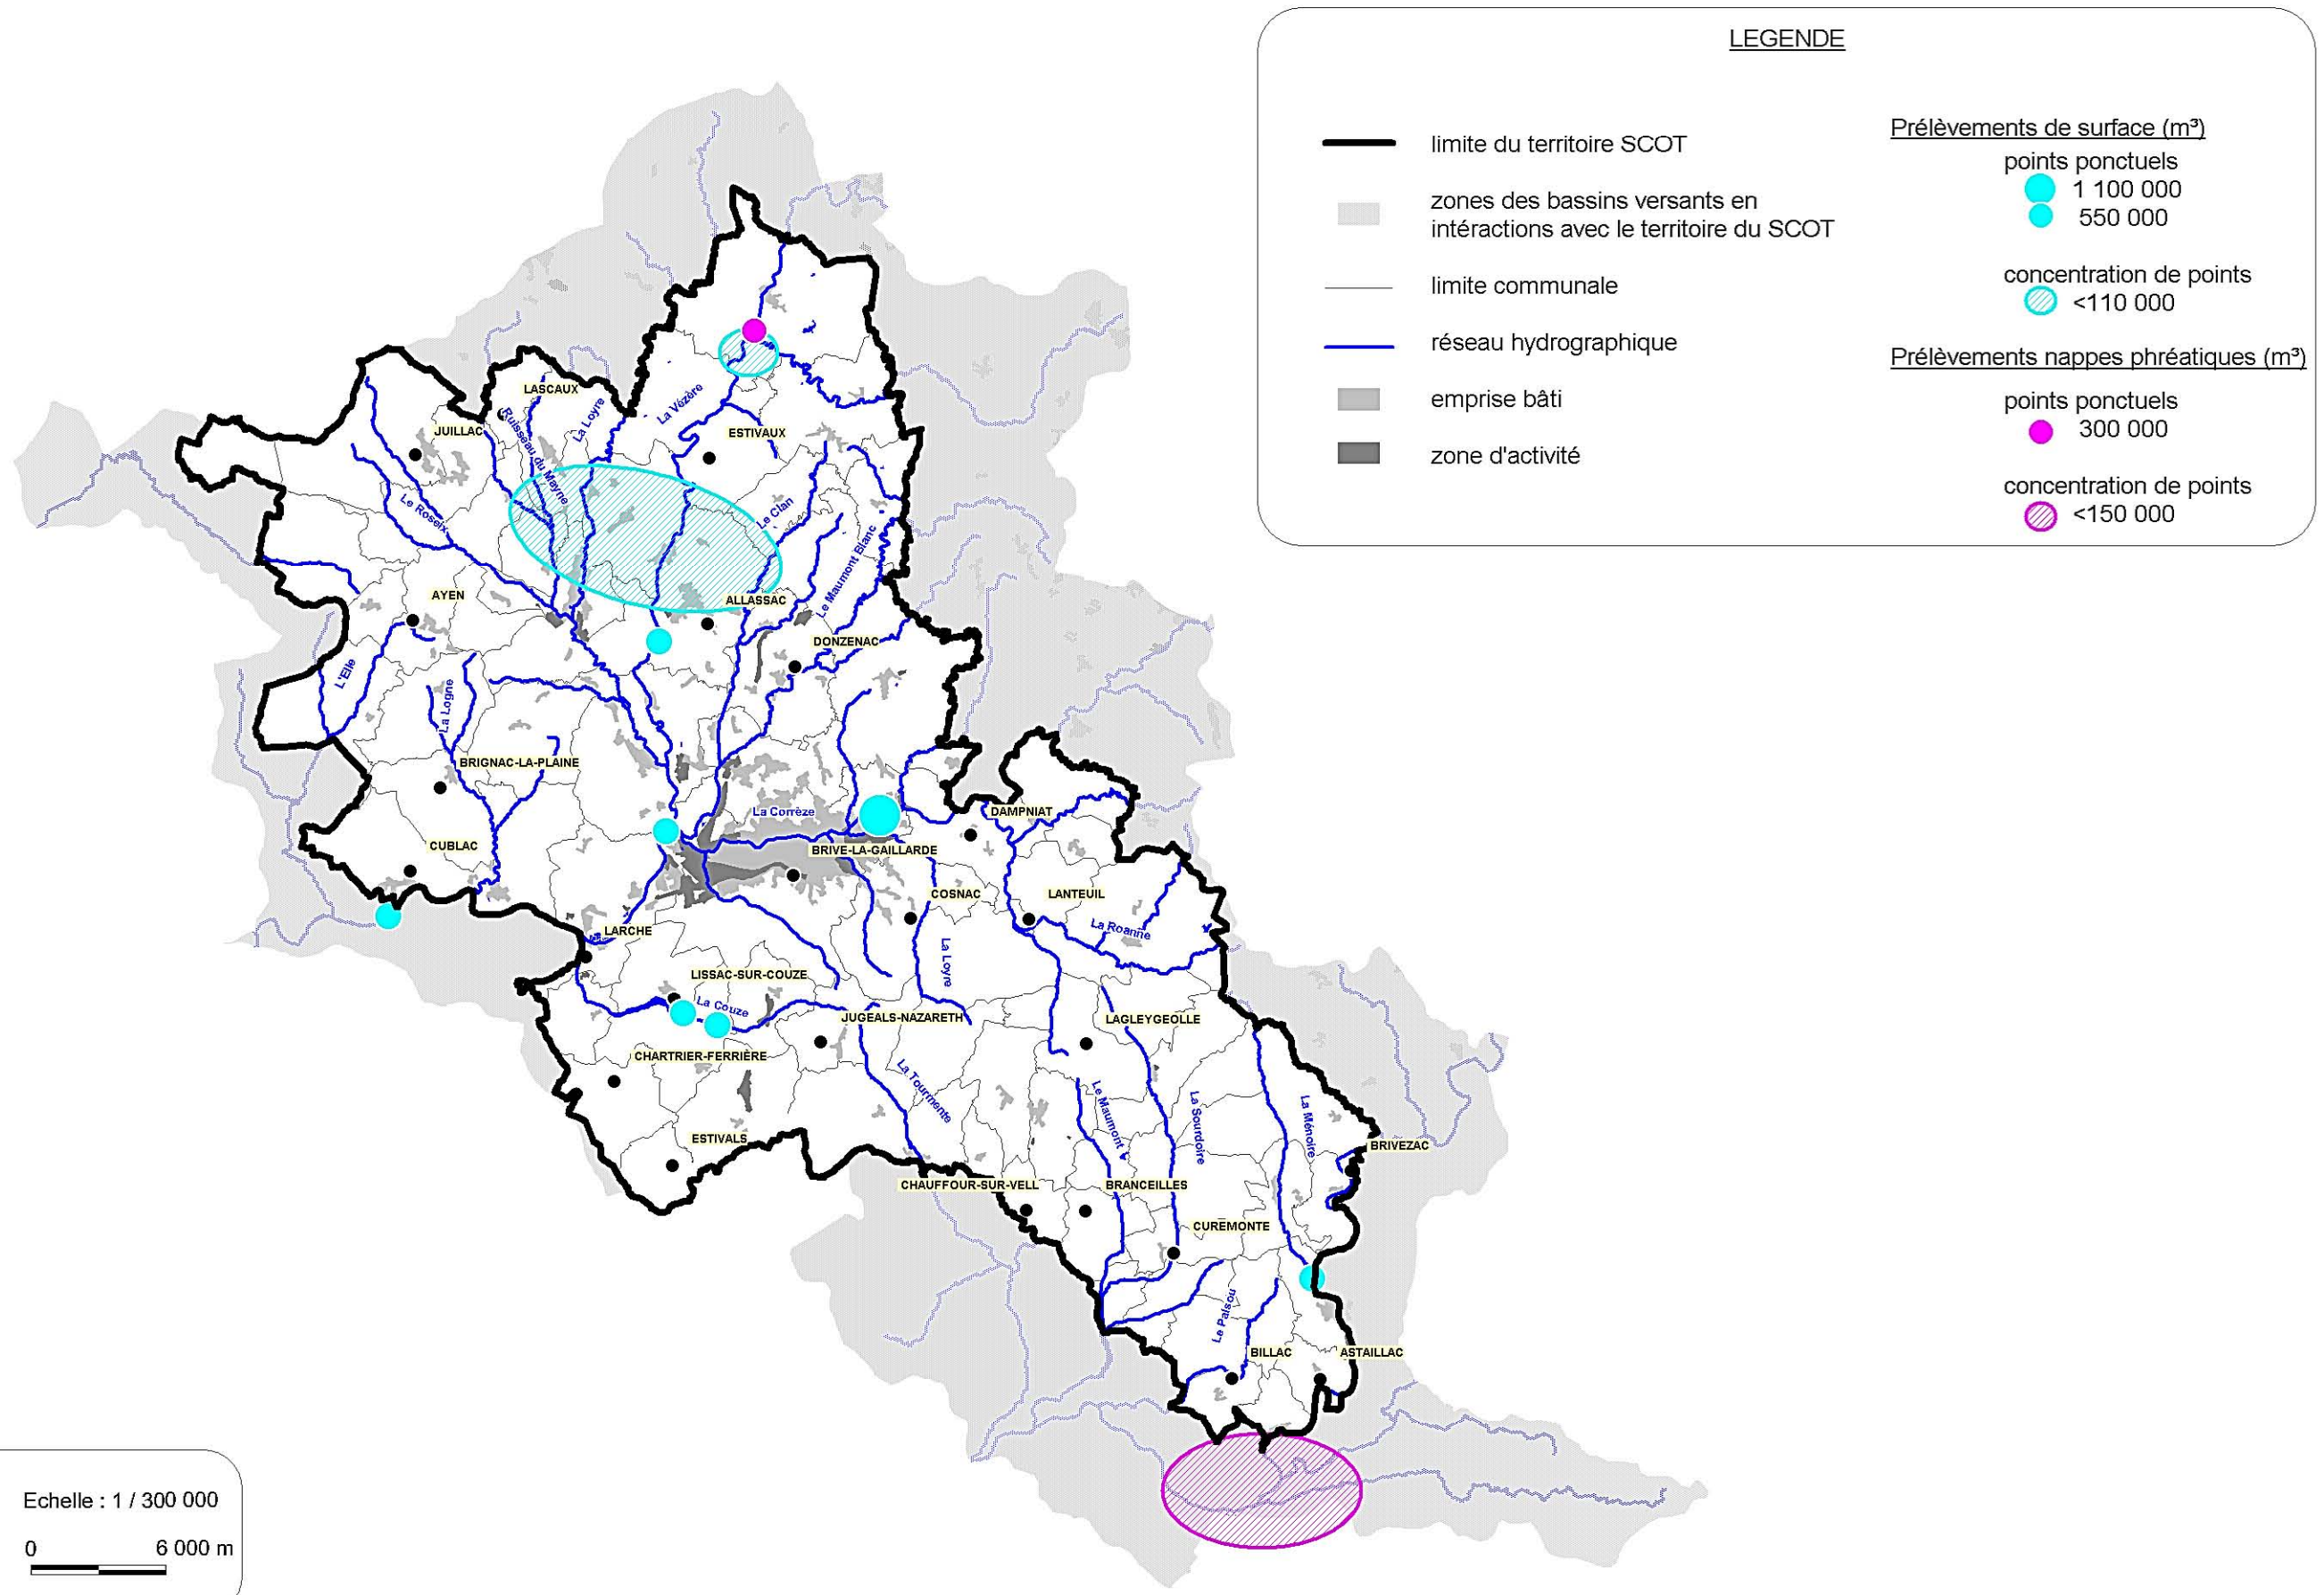 LEGENDE
limite du territoire SCOT
zones des bassins versants en
intéractions avec le territoire du SCOT
limite communale
réseau hydrographique
emprise bâti
zone d'activité
Prélèvements de surface (m³)
points ponctuels
1 100 000
550 000
concentration de points
<110 000
Prélèvements nappes phréatiques (m³)
points ponctuels
300 000
concentration de points
<150 000
LASCAUX
La Vézère
La Loyre
Ruisseau du Mayne
JUILLAC
ESTIVAUX
Le Roseix
Le Clan
Le Maumont Blanc
AYEN
ALLASSAC
DONZENAC
L'Elle
La Logne
BRIGNAC-LA-PLAINE
La Corrèze
DAMPNIAT
CUBLAC
BRIVE-LA-GAILLARDE
COSNAC
LANTEUIL
La Roanne
LARCHE
La Loyre
LISSAC-SUR-COUZE
La Couze
JUGEALS-NAZARETH
LAGLEYGEOLLE
CHARTRIER-FERRIÈRE
La Tourmente
Le Maumont
La Sourdoire
La Ménoire
ESTIVALS
BRIVEZAC
CHAUFFOUR-SUR-VELL
BRANCEILLES
CUREMONTE
Le Palsou
BILLAC
ASTAILLAC
Echelle : 1 / 300 000
0 6 000 m